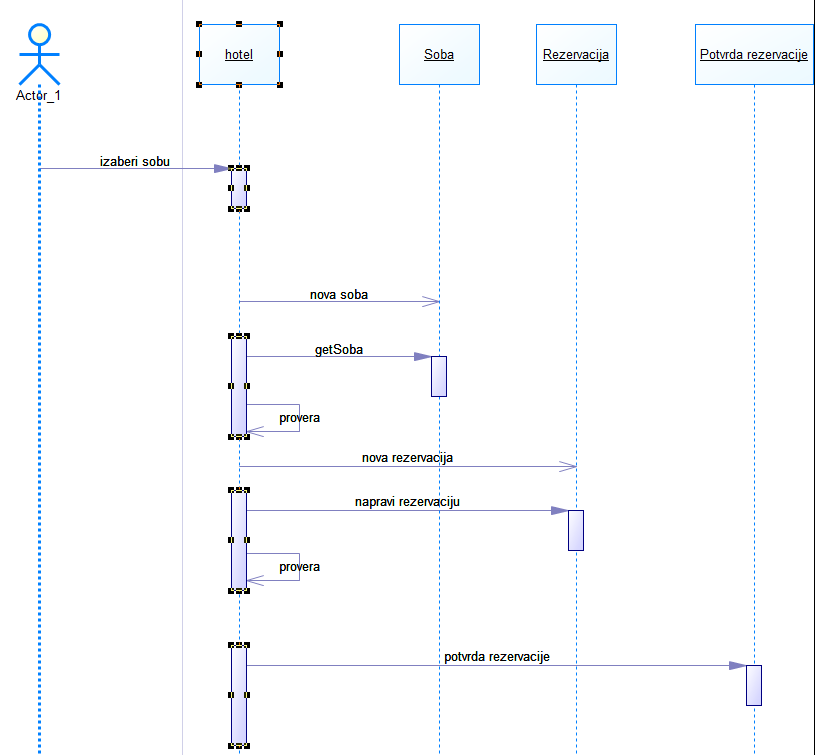 hotel
Soba
Rezervacija
Potvrda rezervacije
Actor_1
izaberi sobu
nova soba
getSoba
provera
nova rezervacija
napravi rezervaciju
provera
potvrda rezervacije